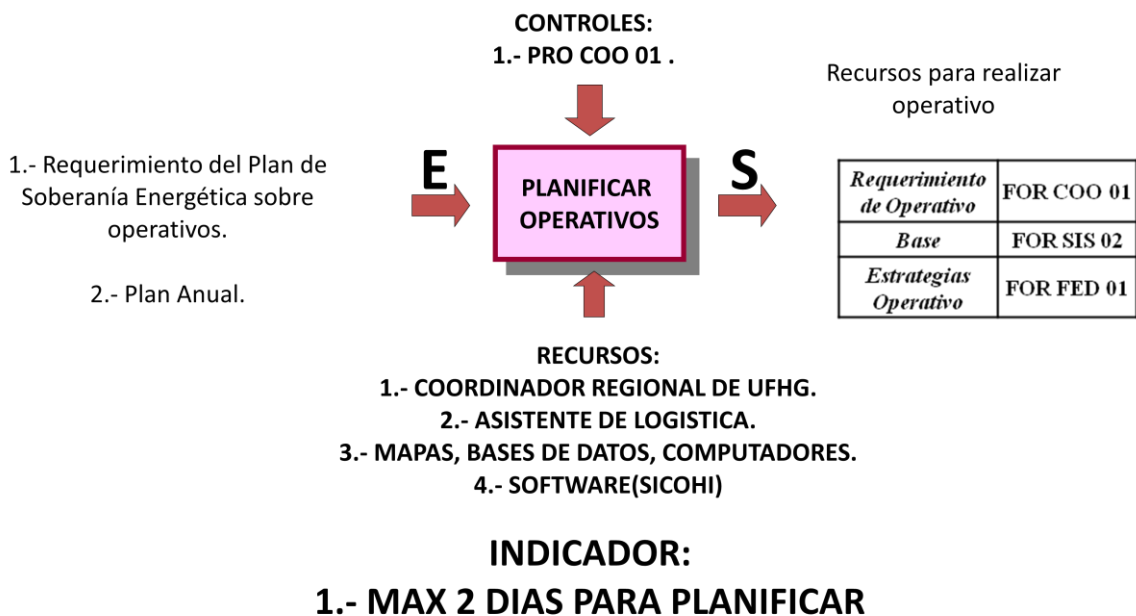 CONTROLES:
1.- PRO COO 01 .
Recursos para realizar
operativo
1.- Requerimiento del Plan de
Soberanía Energética sobre
operativos.
2.- Plan Anual.
E
PLANIFICAR
OPERATIVOS
S
Requerimiento
de Operativo
FOR COO 01
Base
FOR SIS 02
Estrategias
Operativo
FOR FED 01
RECURSOS:
1.- COORDINADOR REGIONAL DE UFHG.
2.- ASISTENTE DE LOGISTICA.
3.- MAPAS, BASES DE DATOS, COMPUTADORES.
4.- SOFTWARE(SICOHI)
INDICADOR:
1.- MAX 2 DIAS PARA PLANIFICAR